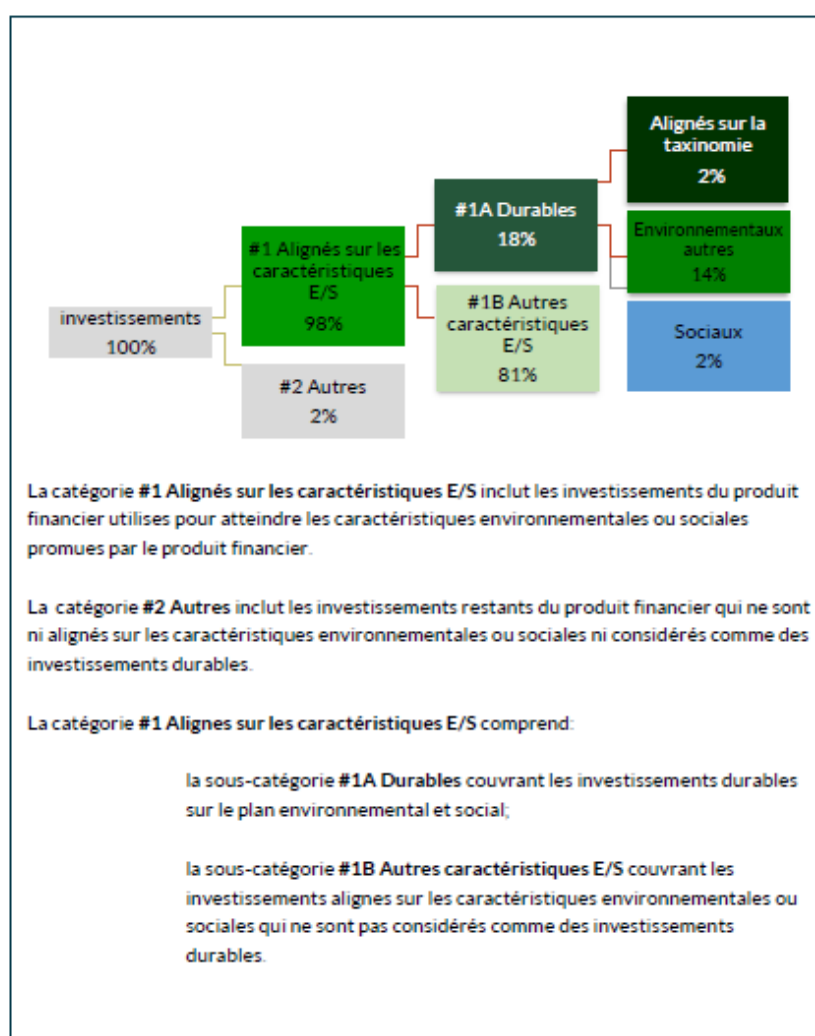 Alignés sur la
taxinomie
2%
#1A Durables
18%
Environnementaux
autres
14%
#1 Alignés sur les
caractéristiques
E/S
98%
#1B Autres
caractéristiques
E/S
81%
Sociaux
2%
investissements
100%
#2 Autres
2%
La catégorie #1 Alignés sur les caractéristiques E/S inclut les investissements du produit
financier utilises pour atteindre les caractéristiques environnementales ou sociales
promues par le produit financier.
La catégorie #2 Autres inclut les investissements restants du produit financier qui ne sont
ni alignés sur les caractéristiques environnementales ou sociales ni considérés comme des
investissements durables.
La catégorie #1 Alignes sur les caractéristiques E/S comprend:
la sous-catégorie #1A Durables couvrant les investissements durables
sur le plan environnemental et social;
la sous-catégorie #1B Autres caractéristiques E/S couvrant les
investissements alignes sur les caractéristiques environnementales ou
sociales qui ne sont pas considérés comme des investissements
durables.